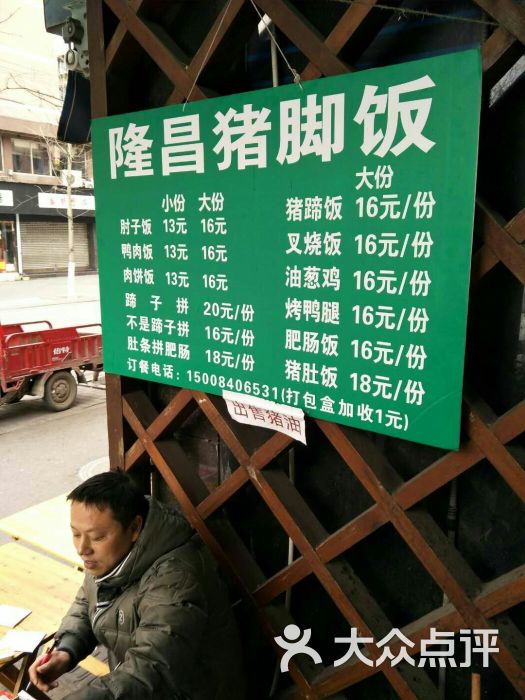 隆昌猪脚饭
小份 大份
肘子饭 13元 16元
鸭肉饭 13元 16元
肉饼饭 13元 16元
蹄子拼 20元/份
不是蹄子拼 16元/份
肚条拼肥肠 18元/份
大份
猪蹄饭 16元/份
叉烧饭 16元/份
油葱鸡 16元/份
烤鸭腿 16元/份
肥肠饭 16元/份
猪肚饭 18元/份
订餐电话：15008406531(打包盒加收1元)
出售猪油
伯特
大众点评